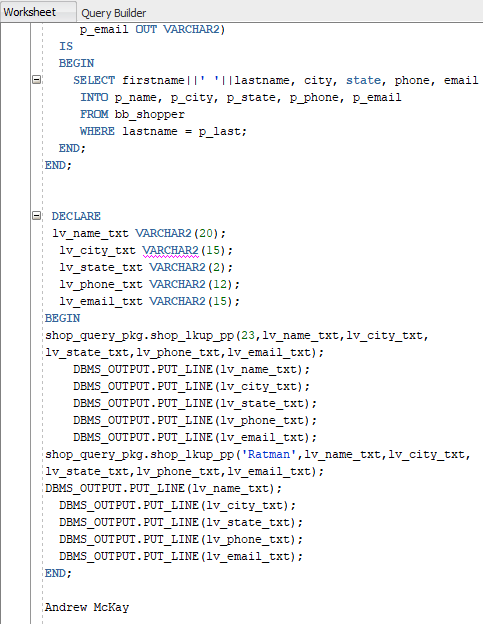 Worksheet Query Builder
p_email OUT VARCHAR2)
IS
BEGIN
SELECT firstname||' '||lastname, city, state, phone, email
INTO p_name, p_city, p_state, p_phone, p_email
FROM bb_shopper
WHERE lastname = p_last;
END;
END;
DECLARE
lv_name_txt VARCHAR2(20);
lv_city_txt VARCHAR2(15);
lv_state_txt VARCHAR2(2);
lv_phone_txt VARCHAR2(12);
lv_email_txt VARCHAR2(15);
BEGIN
shop_query_pkg.shop_lkup_pp(23,lv_name_txt,lv_city_txt,
lv_state_txt,lv_phone_txt,lv_email_txt);
DBMS_OUTPUT.PUT_LINE(lv_name_txt);
DBMS_OUTPUT.PUT_LINE(lv_city_txt);
DBMS_OUTPUT.PUT_LINE(lv_state_txt);
DBMS_OUTPUT.PUT_LINE(lv_phone_txt);
DBMS_OUTPUT.PUT_LINE(lv_email_txt);
shop_query_pkg.shop_lkup_pp('Ratman',lv_name_txt,lv_city_txt,
lv_state_txt,lv_phone_txt,lv_email_txt);
DBMS_OUTPUT.PUT_LINE(lv_name_txt);
DBMS_OUTPUT.PUT_LINE(lv_city_txt);
DBMS_OUTPUT.PUT_LINE(lv_state_txt);
DBMS_OUTPUT.PUT_LINE(lv_phone_txt);
DBMS_OUTPUT.PUT_LINE(lv_email_txt);
END;
Andrew McKay